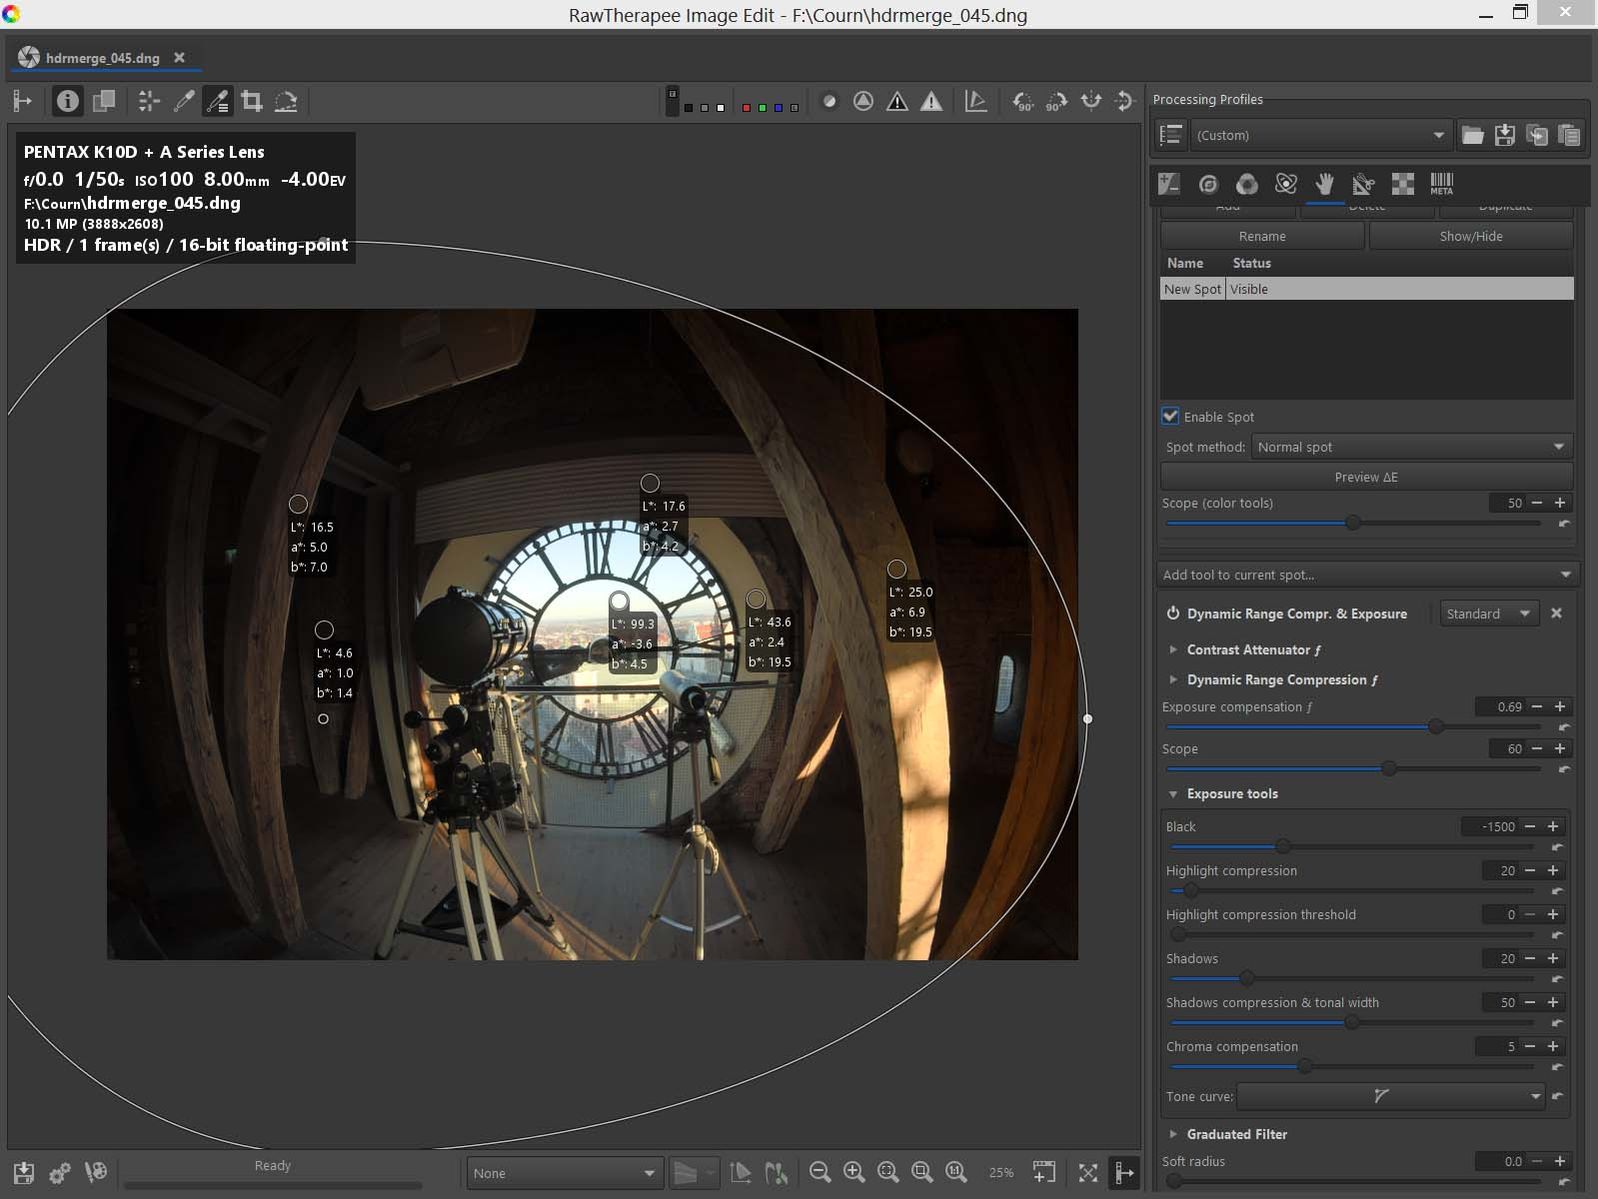 RawTherapee Image Edit - F:\Courn\hdrmerge_045.dng
hdrmerge_045.dng
Processing Profiles
(Custom)
META
PENTAX K10D + A Series Lens
f/0.0 1/50s ISO100 8.00mm -4.00EV
F:\Courn\hdrmerge_045.dng
10.1 MP (3888x2608)
HDR / 1 frame(s) / 16-bit floating-point
L*: 16.5
a*: 5.0
b*: 7.0
L*: 17.6
a*: 2.7
b*: 4.2
L*: 4.6
a*: 1.0
b*: 1.4
L*: 99.3
a*: -3.6
b*: 4.5
L*: 43.6
a*: 2.4
b*: 19.5
L*: 25.0
a*: 6.9
b*: 19.5
Add Delete Duplicate
Rename Show/Hide
Name Status
New Spot Visible
Enable Spot
Spot method: Normal spot
Preview ΔE
Scope (color tools) 50
Add tool to current spot...
Dynamic Range Compr. & Exposure Standard
Contrast Attenuator ƒ
Dynamic Range Compression ƒ
Exposure compensation ƒ 0.69
Scope 60
Exposure tools
Black -1500
Highlight compression 20
Highlight compression threshold 0
Shadows 20
Shadows compression & tonal width 50
Chroma compensation 5
Tone curve:
Graduated Filter
Soft radius 0.0
Ready
None
25%